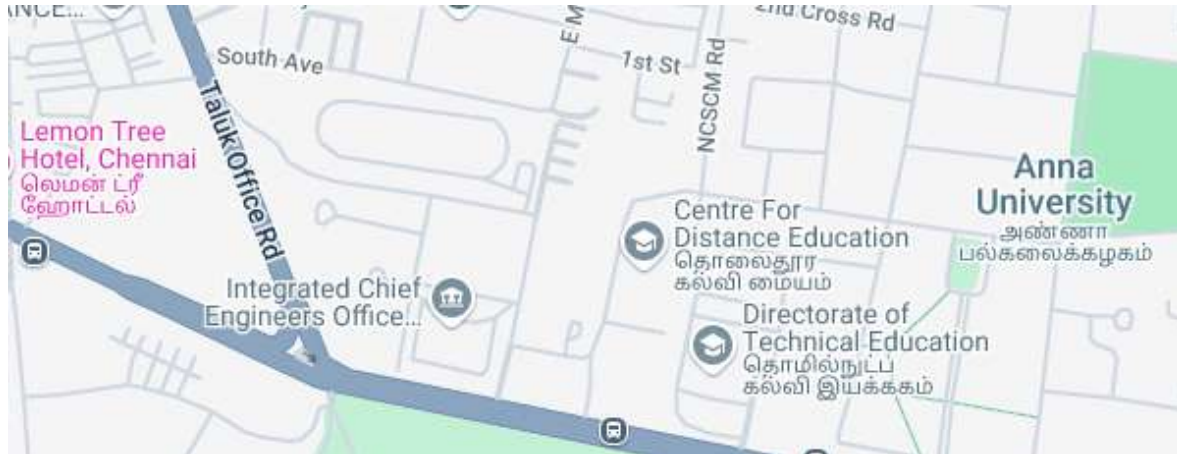 ANCE...
South Ave
E M
1st St
2nd Cross Rd
NCSCM Rd
Taluk Office Rd
Lemon Tree
Hotel, Chennai
லெமன் ட்ரீ
ஹோட்டல்
Anna
University
அண்ணா
பல்கலைக்கழகம்
Centre For
Distance Education
தொலைதூர
கல்வி மையம்
Integrated Chief
Engineers Office...
Directorate of
Technical Education
தொழில்நுட்ப
கல்வி இயக்ககம்